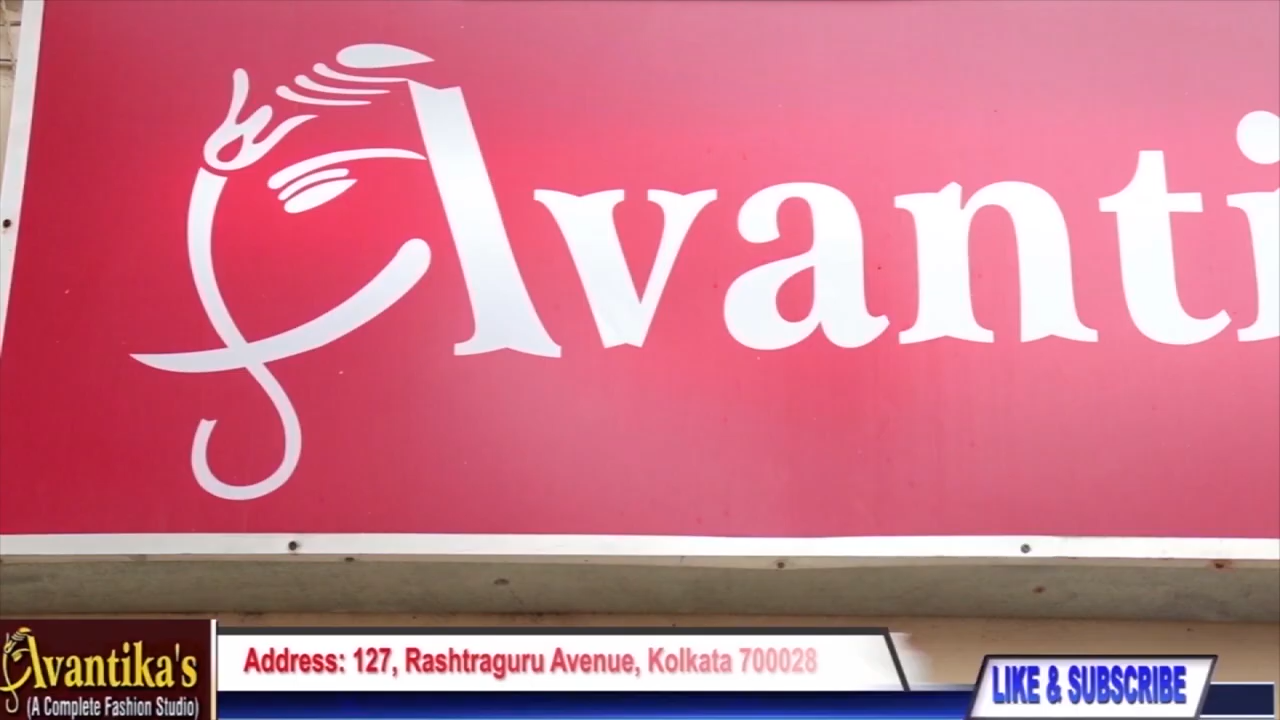 Avanti
Avantika's
(A Complete Fashion Studio)
Address: 127, Rashtraguru Avenue, Kolkata 700028
LIKE & SUBSCRIBE